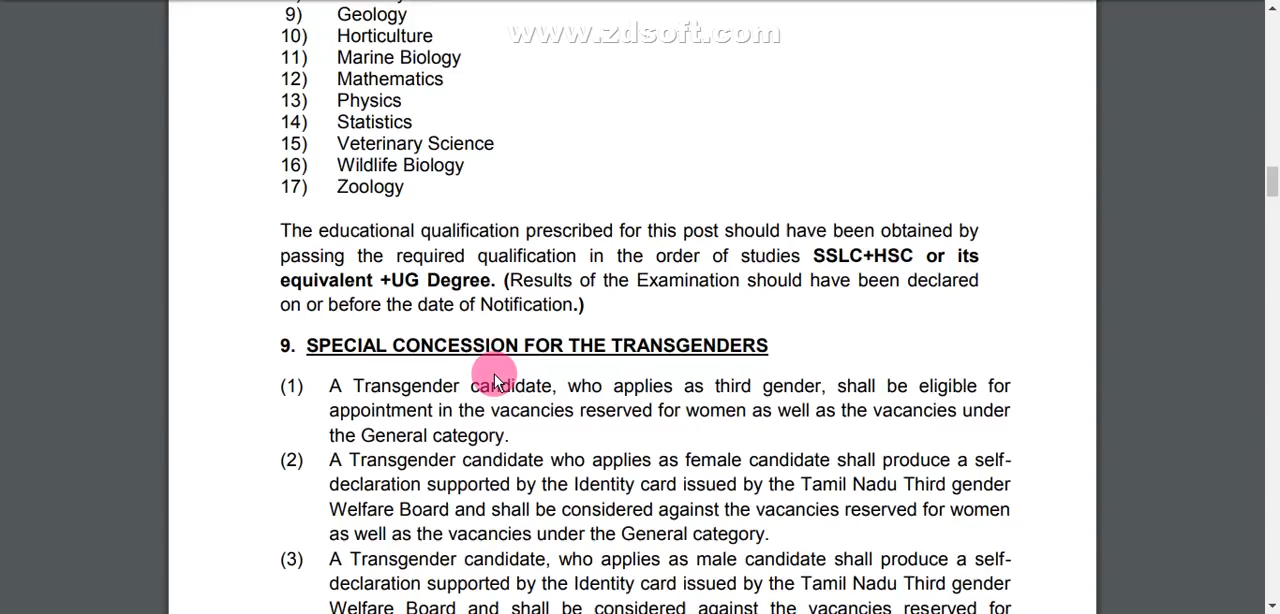 www.zdsoft.com
9) Geology
10) Horticulture
11) Marine Biology
12) Mathematics
13) Physics
14) Statistics
15) Veterinary Science
16) Wildlife Biology
17) Zoology
The educational qualification prescribed for this post should have been obtained by
passing the required qualification in the order of studies SSLC+HSC or its
equivalent +UG Degree. (Results of the Examination should have been declared
on or before the date of Notification.)
9. SPECIAL CONCESSION FOR THE TRANSGENDERS
(1) A Transgender candidate, who applies as third gender, shall be eligible for
appointment in the vacancies reserved for women as well as the vacancies under
the General category.
(2) A Transgender candidate who applies as female candidate shall produce a self-
declaration supported by the Identity card issued by the Tamil Nadu Third gender
Welfare Board and shall be considered against the vacancies reserved for women
as well as the vacancies under the General category.
(3) A Transgender candidate, who applies as male candidate shall produce a self-
declaration supported by the Identity card issued by the Tamil Nadu Third gender
Welfare Board and shall be considered against the vacancies reserved for